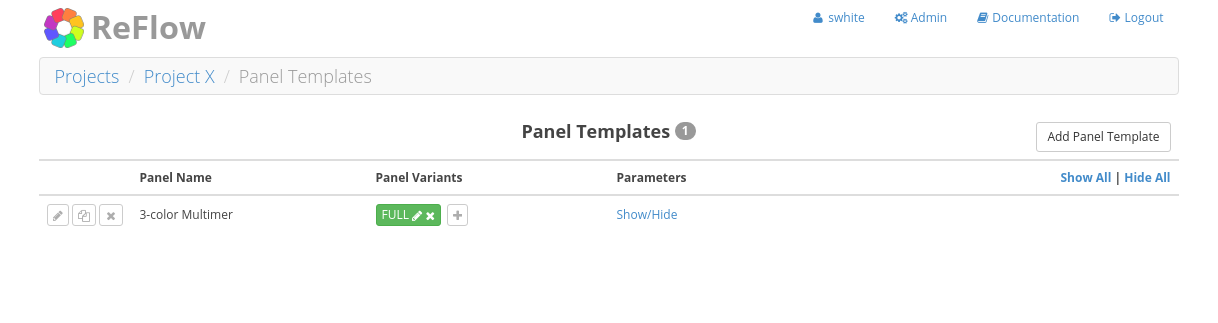 ReFlow
swhite Admin Documentation Logout
Projects / Project X / Panel Templates
Panel Templates 1
Add Panel Template
Panel Name Panel Variants Parameters Show All | Hide All
3-color Multimer FULL Show/Hide